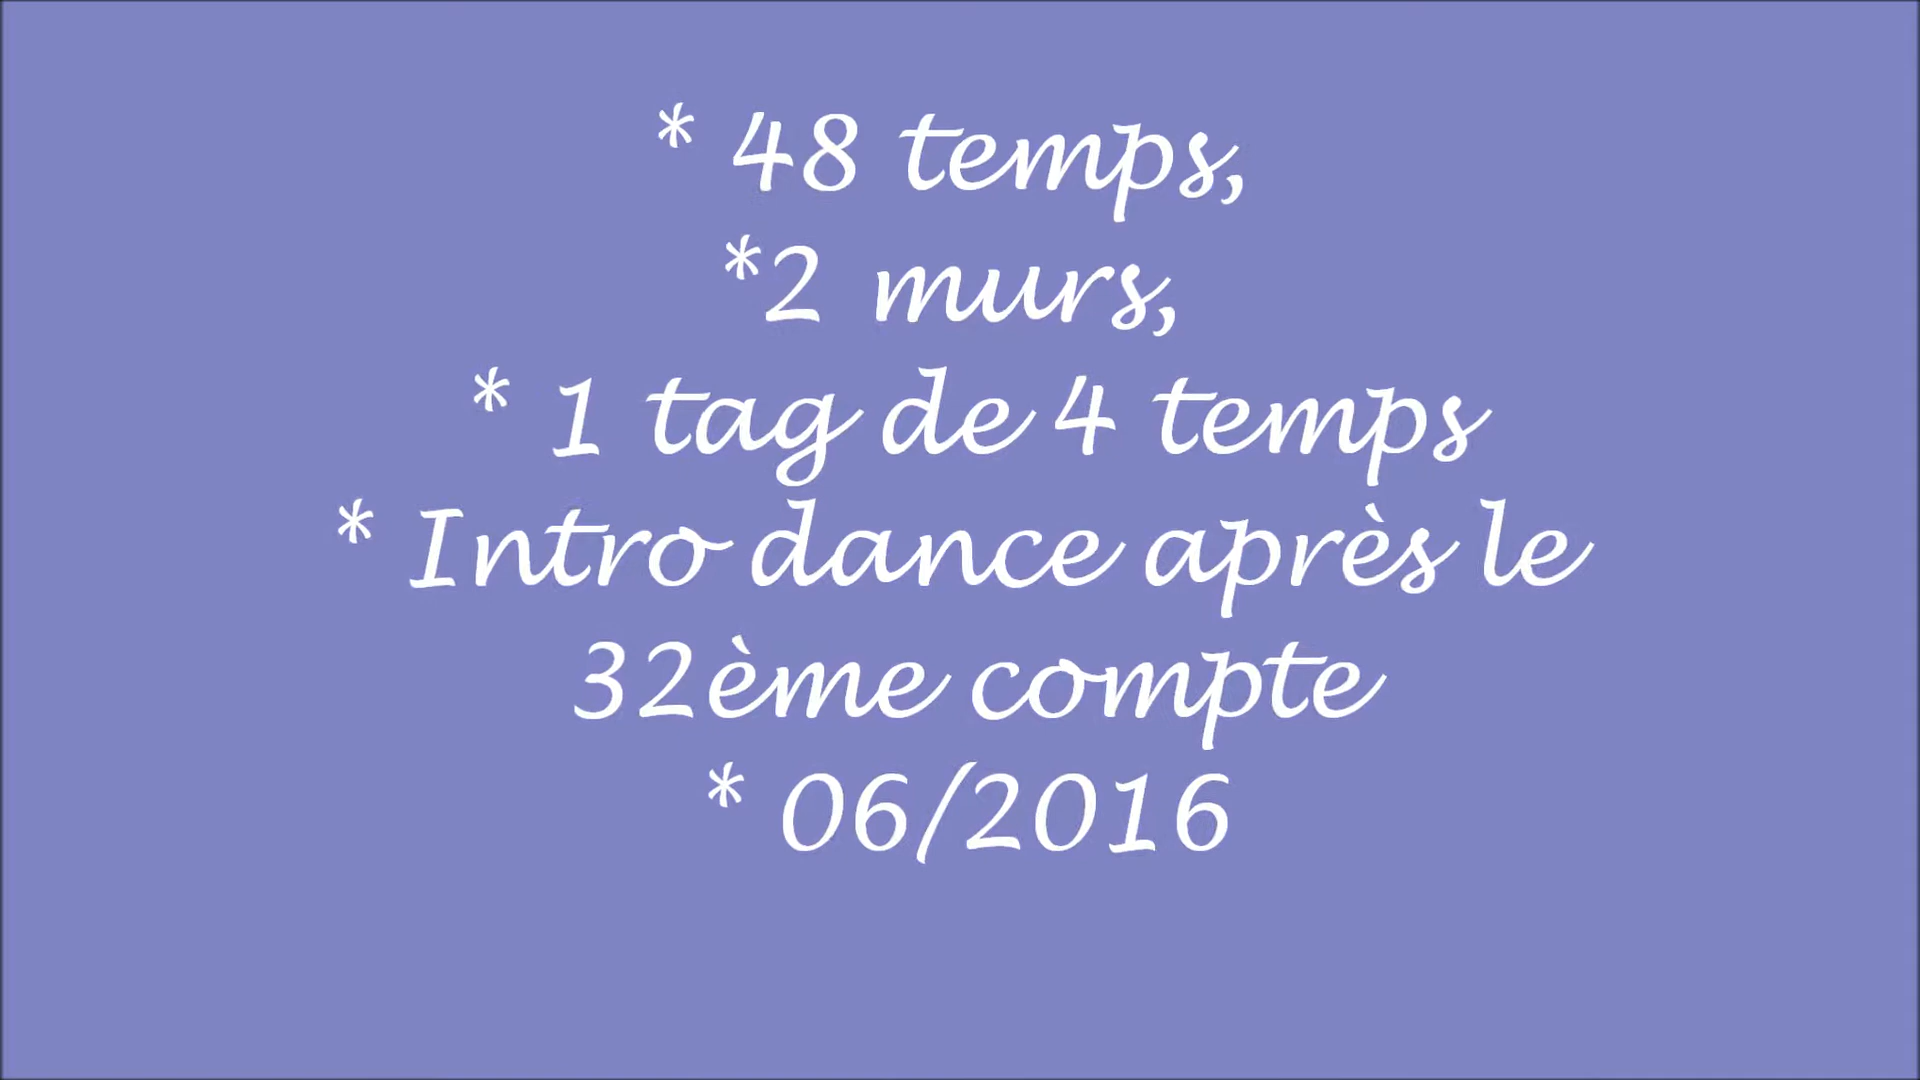 * 48 temps,
*2 murs,
* 1 tag de 4 temps
* Intro dance après le
32ème compte
* 06/2016